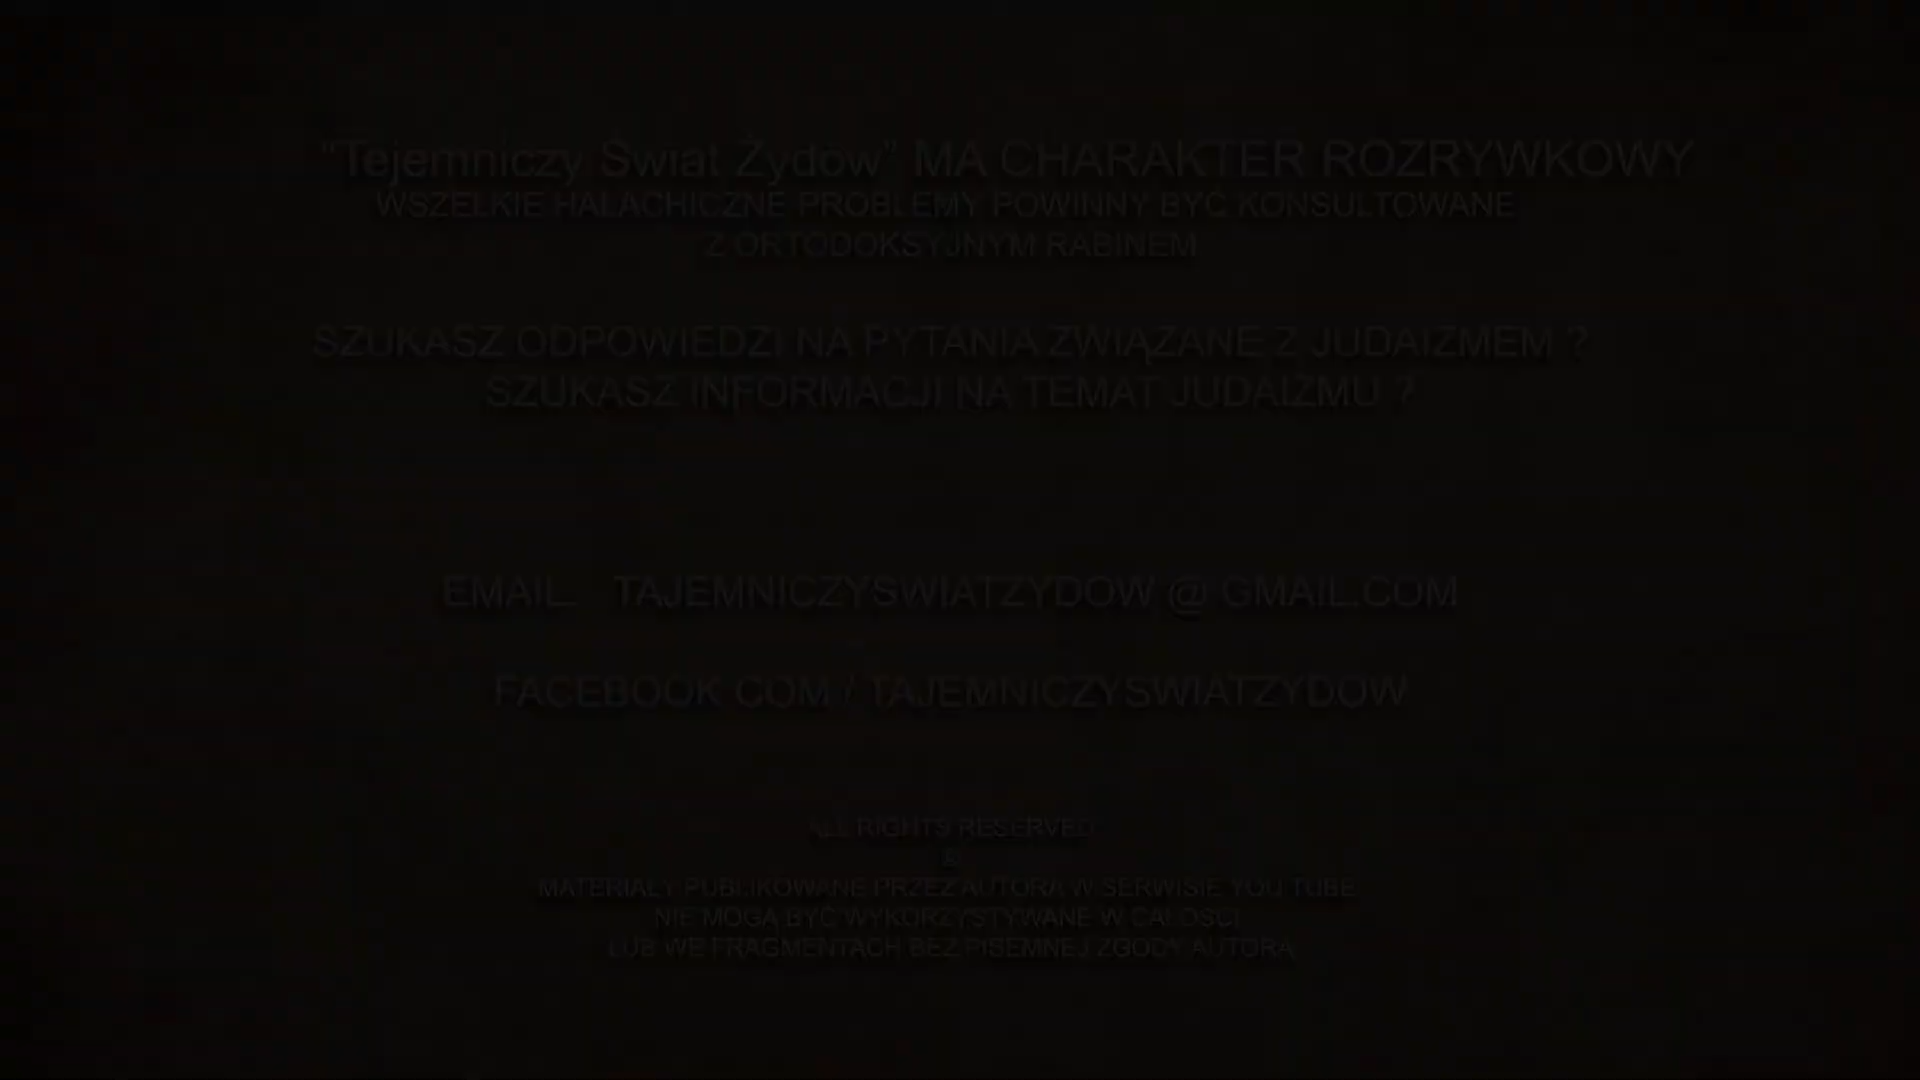 "Tejemniczy Świat Żydów" MA CHARAKTER ROZRYWKOWY
WSZELKIE HALACHICZNE PROBLEMY POWINNY BYĆ KONSULTOWANE
Z ORTODOKSYJNYM RABINEM
SZUKASZ ODPOWIEDZI NA PYTANIA ZWIĄZANE Z JUDAIZMEM ?
SZUKASZ INFORMACJI NA TEMAT JUDAIZMU ?
EMAIL. TAJEMNICZYSWIATZYDOW @ GMAIL.COM
FACEBOOK.COM / TAJEMNICZYSWIATZYDOW
ALL RIGHTS RESERVED
©
MATERIAŁY PUBLIKOWANE PRZEZ AUTORA W SERWISIE YOU TUBE
NIE MOGĄ BYĆ WYKORZYSTYWANE W CAŁOŚCI
LUB WE FRAGMENTACH BEZ PISEMNEJ ZGODY AUTORA